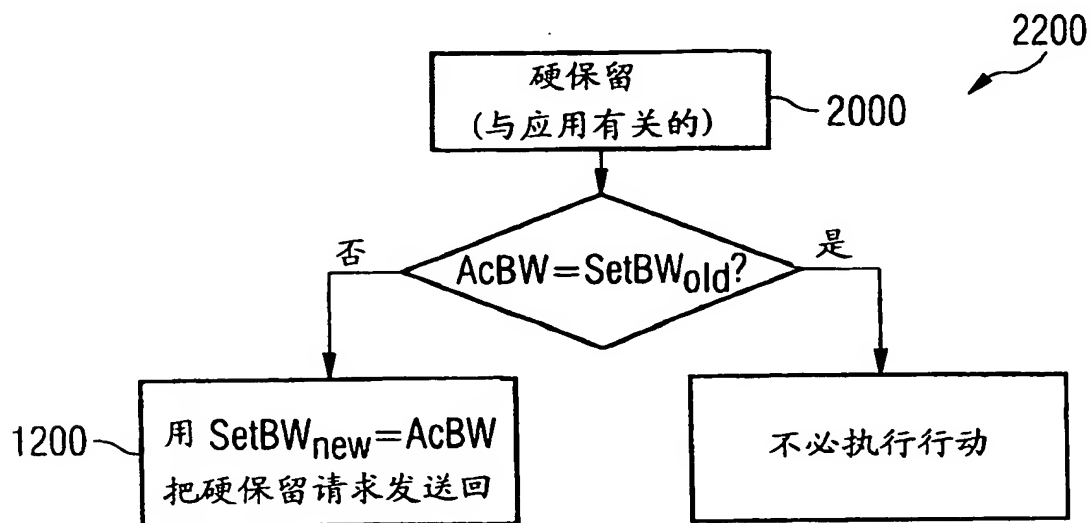 2200
硬保留
(与应用有关的)
2000
否
是
AcBW=SetBWold?
1200
用 SetBWnew=AcBW
把硬保留请求发送回
不必执行行动